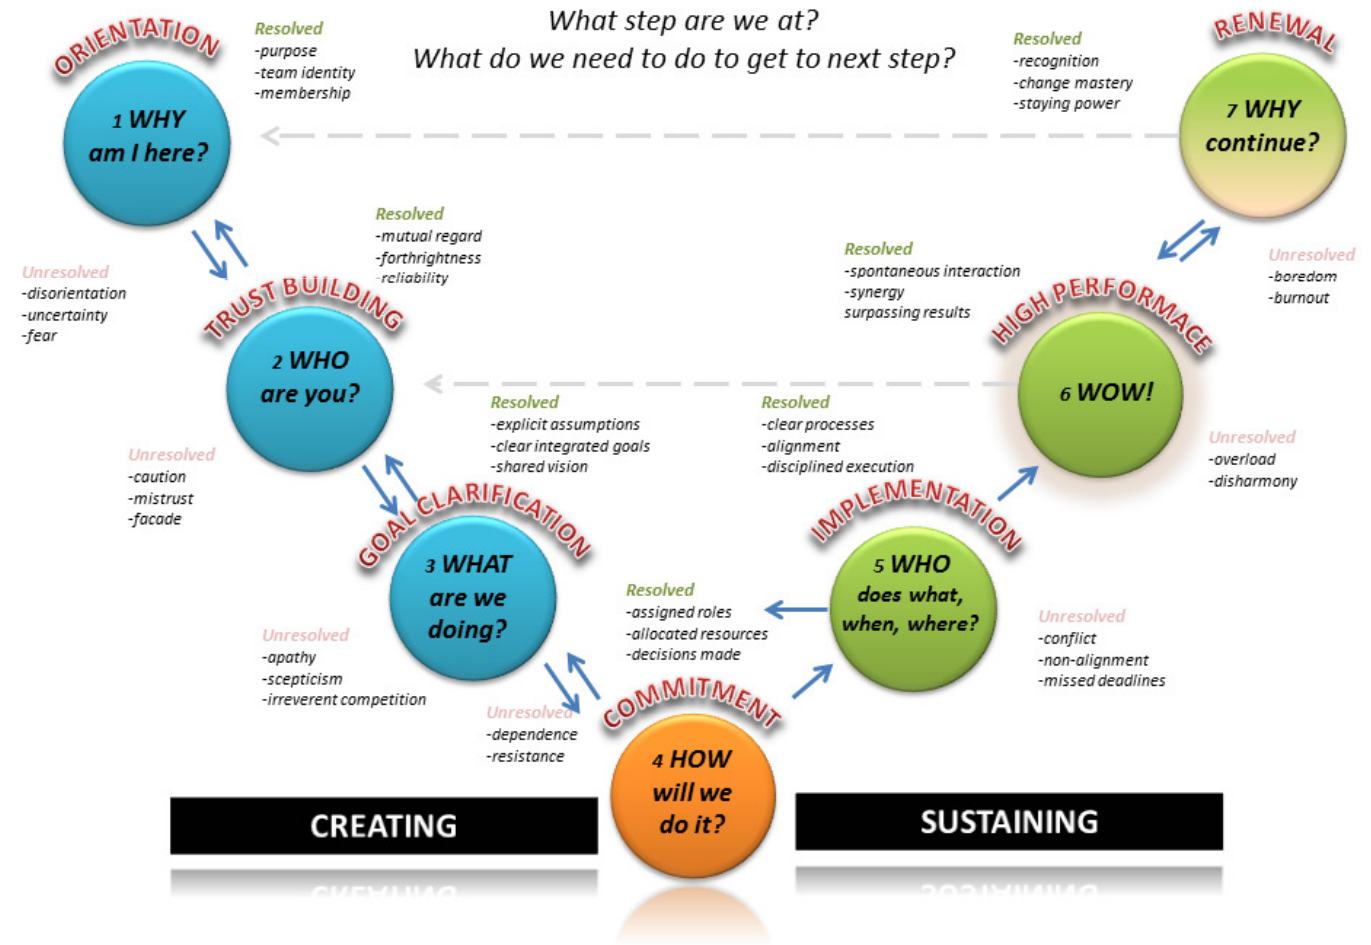 What step are we at?
What do we need to do to get to next step?
ORIENTATION
1 WHY
am I here?
Resolved
-purpose
-team identity
-membership
Unresolved
-disorientation
-uncertainty
-fear
TRUST BUILDING
2 WHO
are you?
Resolved
-mutual regard
-forthrightness
-reliability
Unresolved
-caution
-mistrust
-facade
GOAL CLARIFICATION
3 WHAT
are we
doing?
Resolved
-explicit assumptions
-clear integrated goals
-shared vision
Unresolved
-apathy
-scepticism
-irreverent competition
COMMITMENT
4 HOW
will we
do it?
Resolved
-assigned roles
-allocated resources
-decisions made
Unresolved
-dependence
-resistance
IMPLEMENTATION
5 WHO
does what,
when, where?
Resolved
-clear processes
-alignment
-disciplined execution
Unresolved
-conflict
-non-alignment
-missed deadlines
HIGH PERFORMACE
6 WOW!
Resolved
-spontaneous interaction
-synergy
surpassing results
Unresolved
-overload
-disharmony
RENEWAL
7 WHY
continue?
Resolved
-recognition
-change mastery
-staying power
Unresolved
-boredom
-burnout
CREATING
SUSTAINING